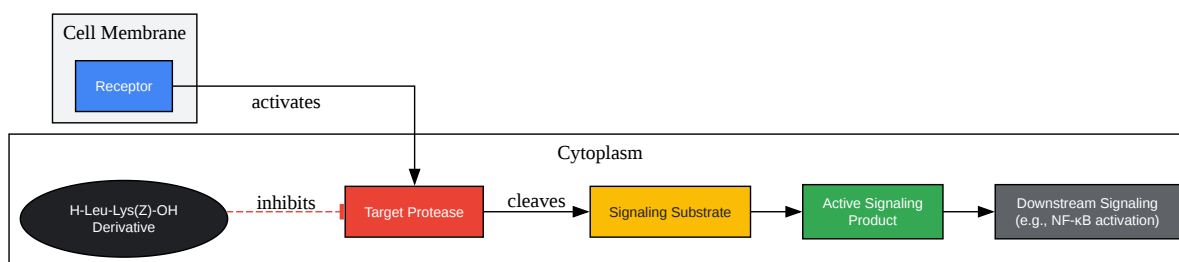 Cell Membrane
Receptor
activates
Cytoplasm
H-Leu-Lys(Z)-OH
Derivative
inhibits
Target Protease
cleaves
Signaling Substrate
Active Signaling
Product
Downstream Signaling
(e.g., NF-κB activation)